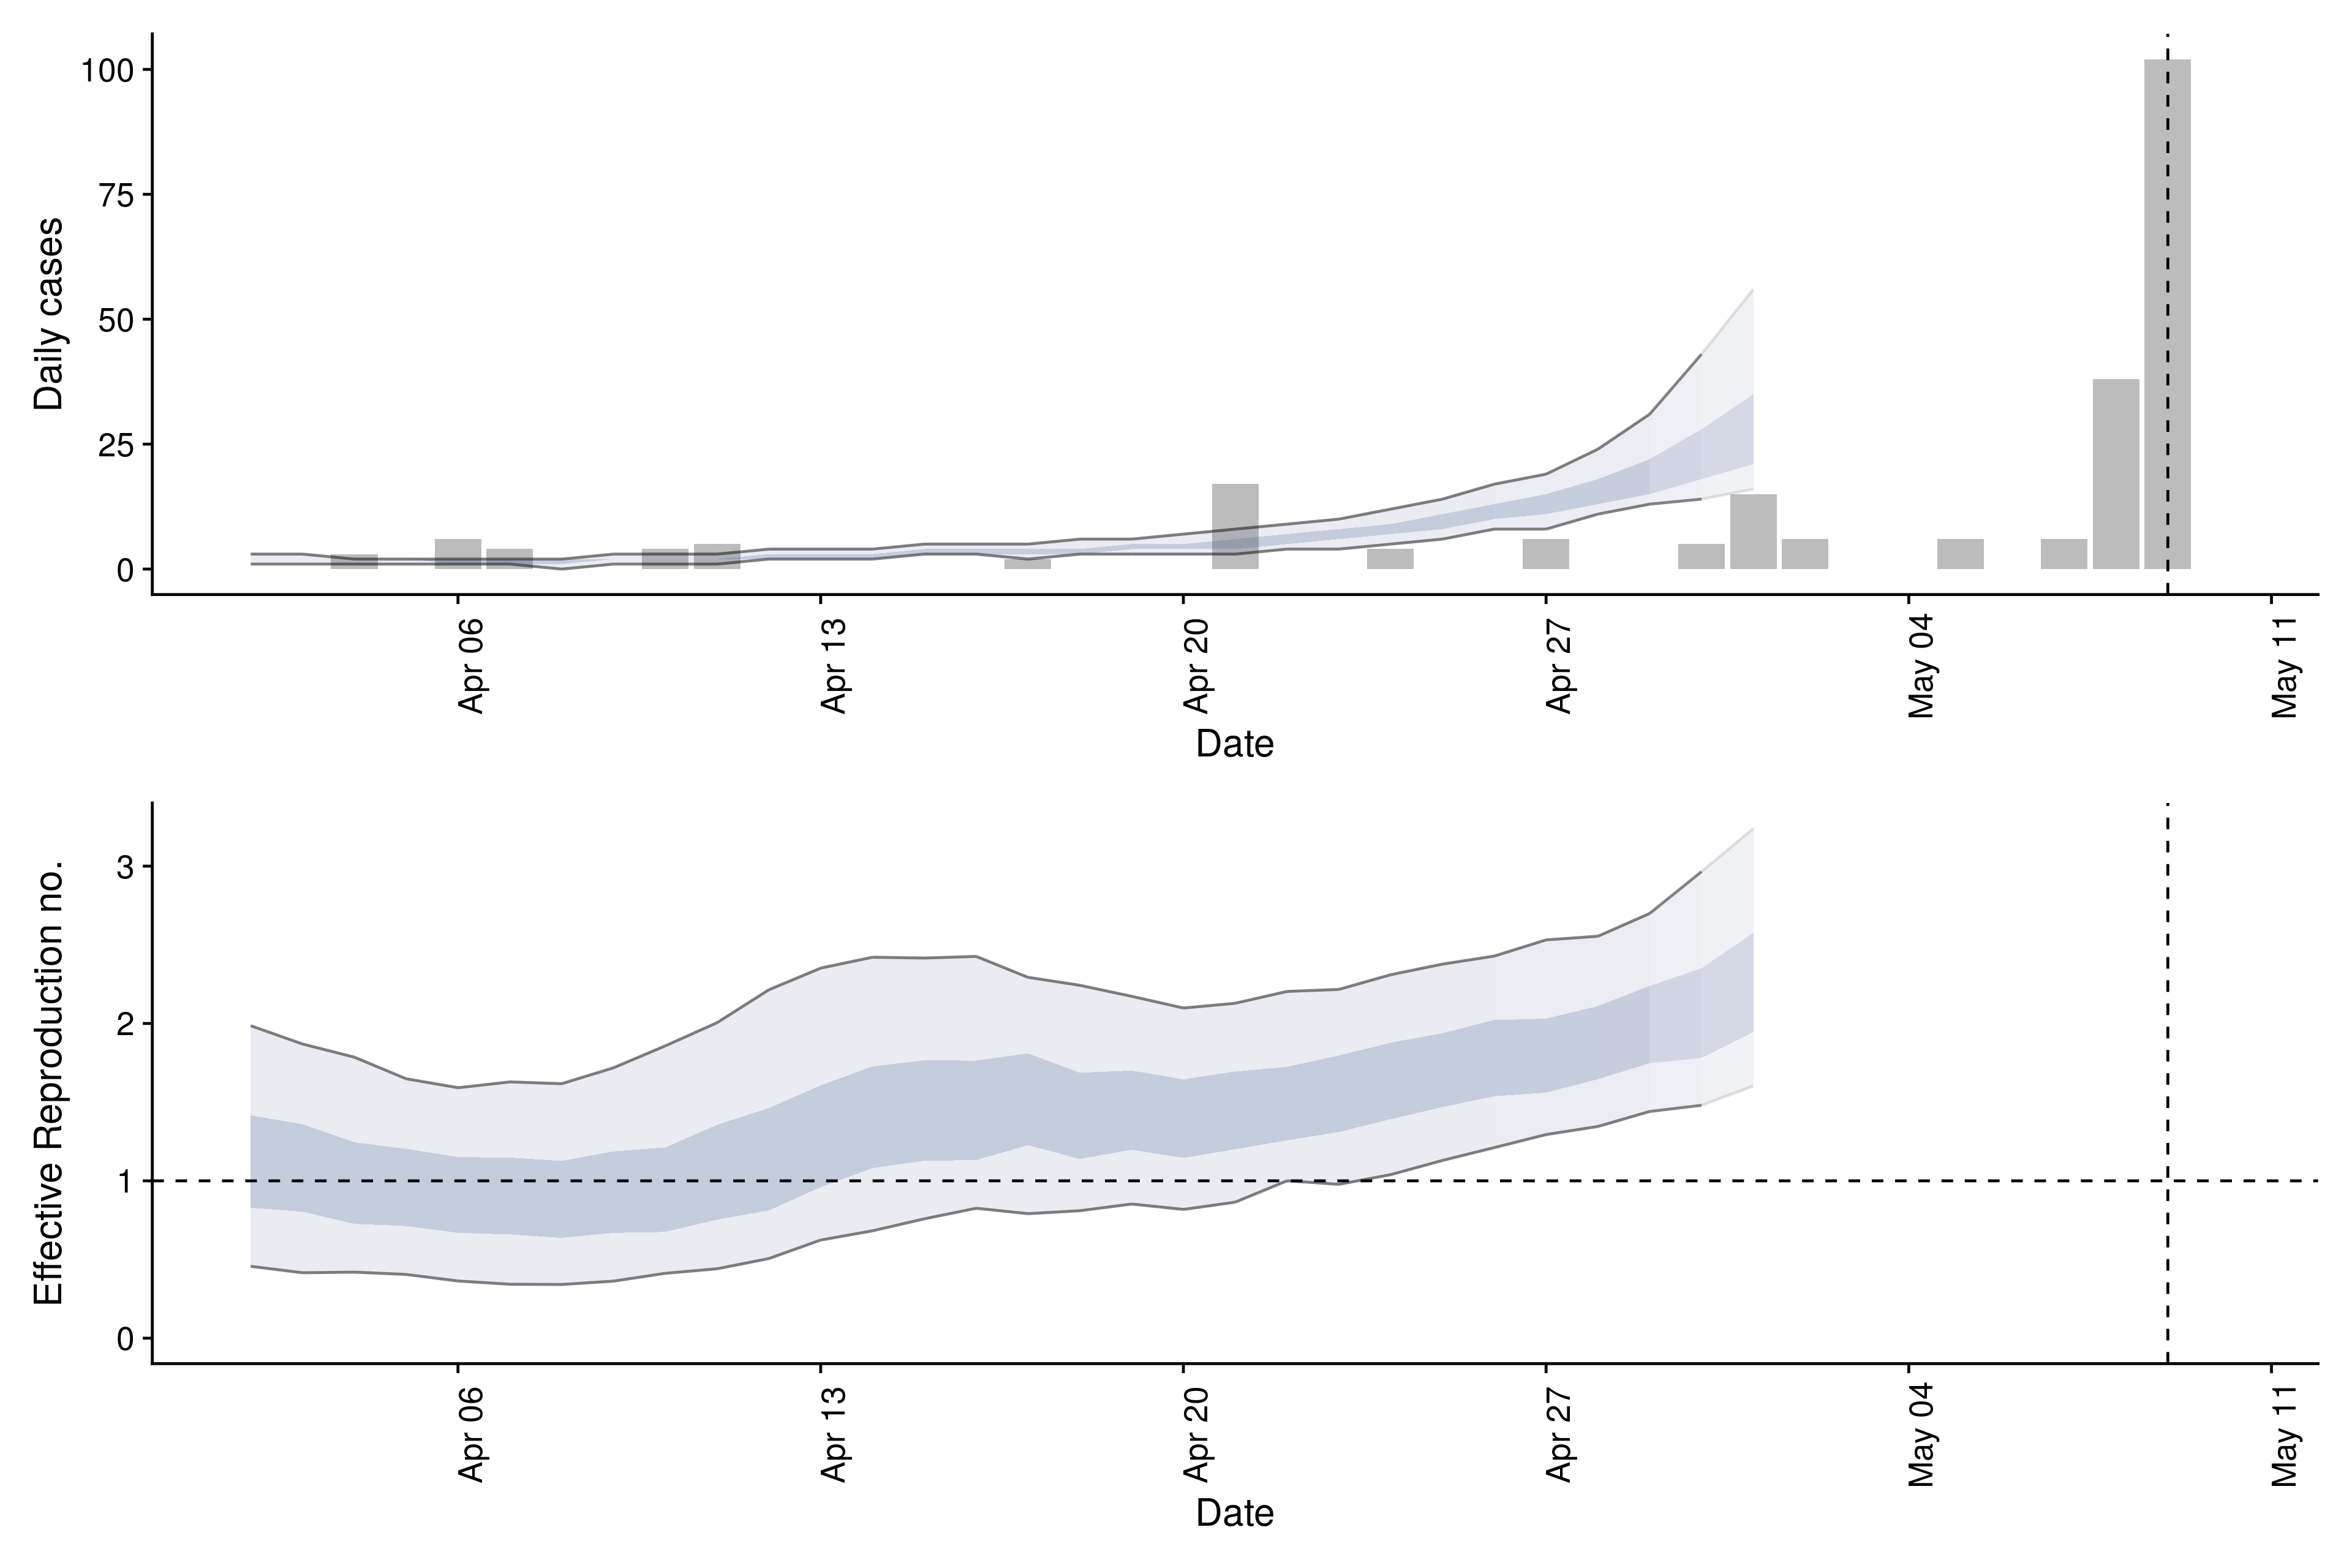 Daily cases
100
75
50
25
0
Apr 06
Apr 13
Apr 20
Apr 27
May 04
May 11
Date
Effective Reproduction no.
3
2
1
0
Apr 06
Apr 13
Apr 20
Apr 27
May 04
May 11
Date